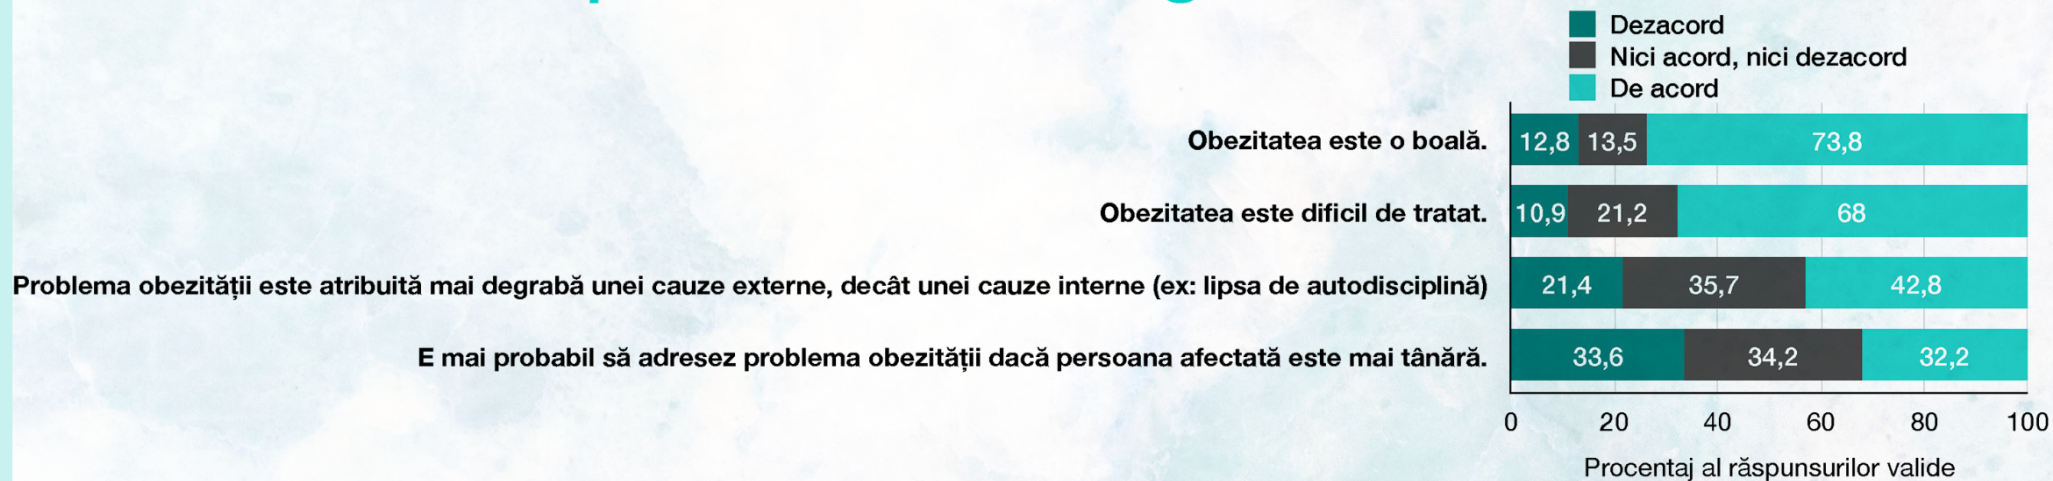 Dezacord
Nici acord, nici dezacord
De acord
Obezitatea este o boală. 12,8 13,5 73,8
Obezitatea este dificil de tratat. 10,9 21,2 68
Problema obezității este atribuită mai degrabă unei cauze externe, decât unei cauze interne (ex: lipsa de autodisciplină) 21,4 35,7 42,8
E mai probabil să adresez problema obezității dacă persoana afectată este mai tânără. 33,6 34,2 32,2
0 20 40 60 80 100
Procentaj al răspunsurilor valide